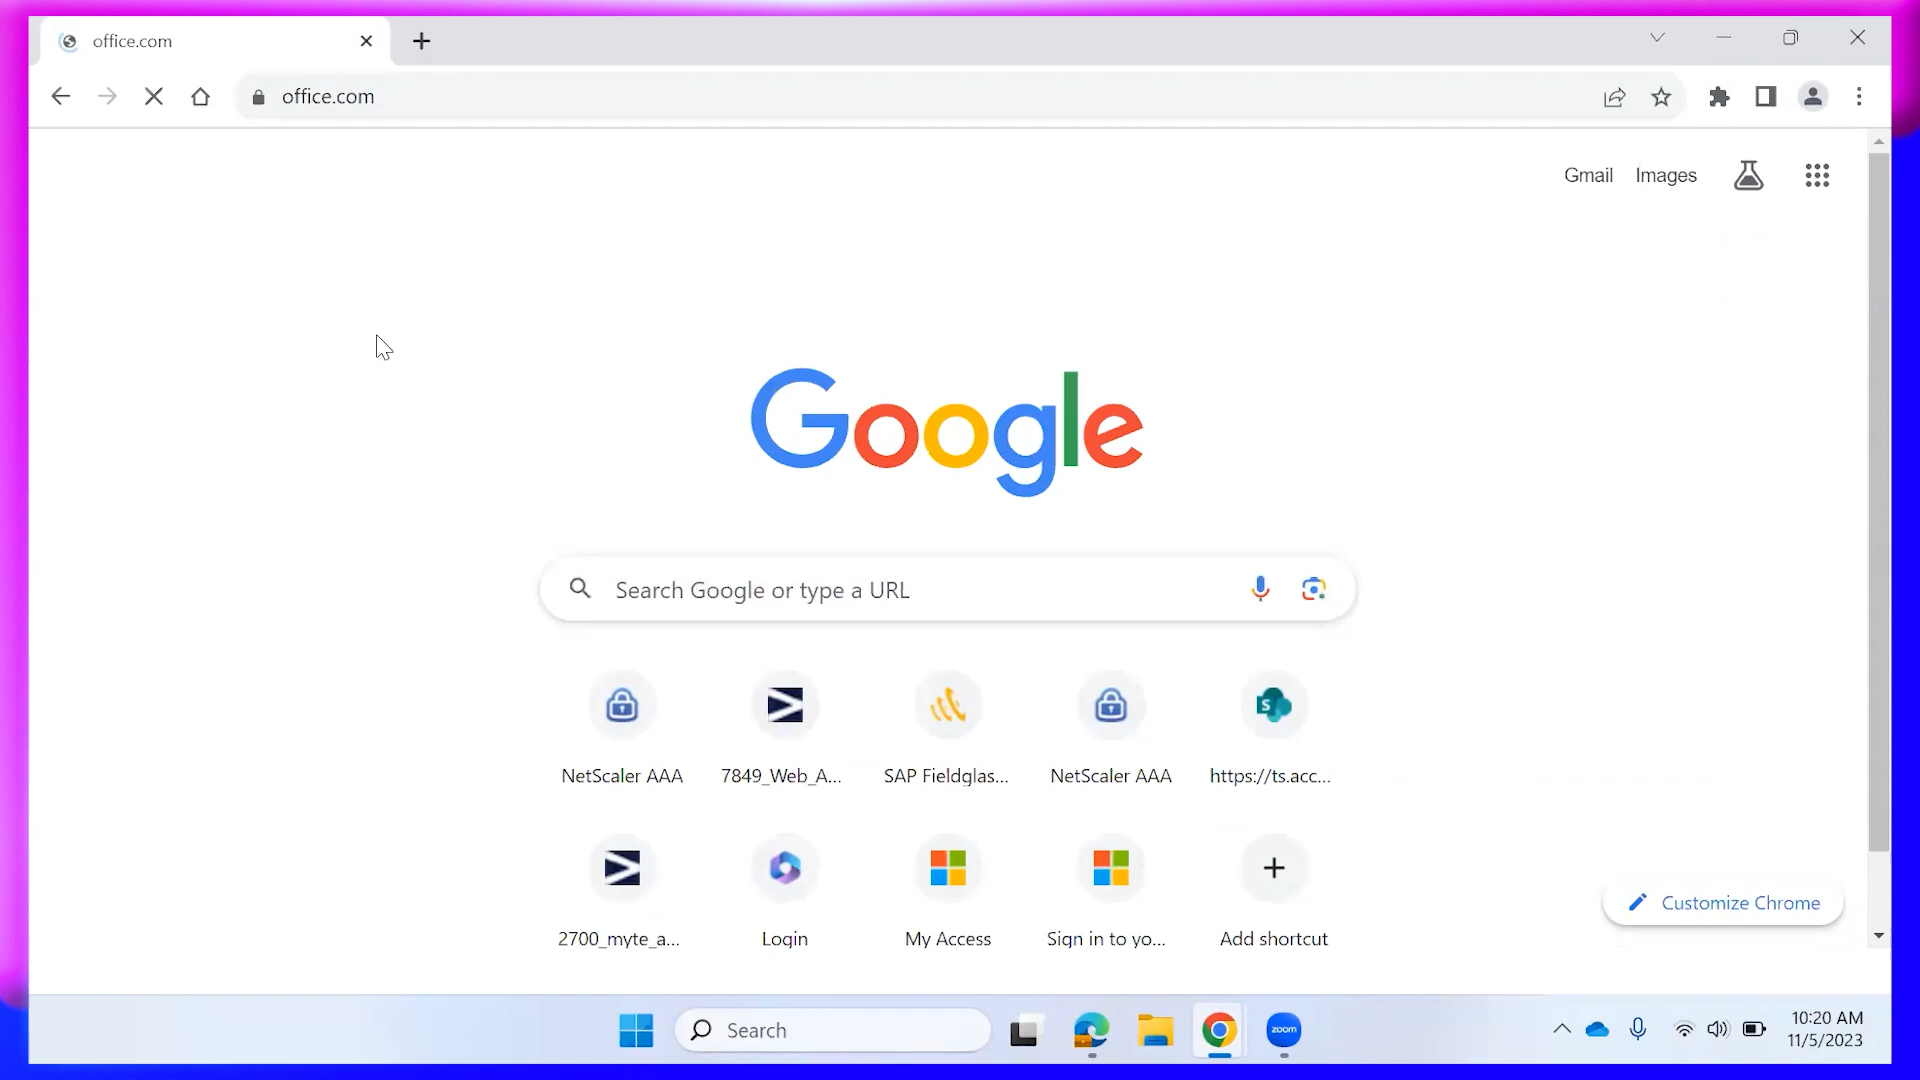 office.com
office.com
Gmail Images
Google
Search Google or type a URL
NetScaler AAA 7849_Web_A... SAP Fieldglas... NetScaler AAA https://ts.acc...
2700_myte_a... Login My Access Sign in to yo... Add shortcut
Customize Chrome
Search
zoom
10:20 AM
11/5/2023